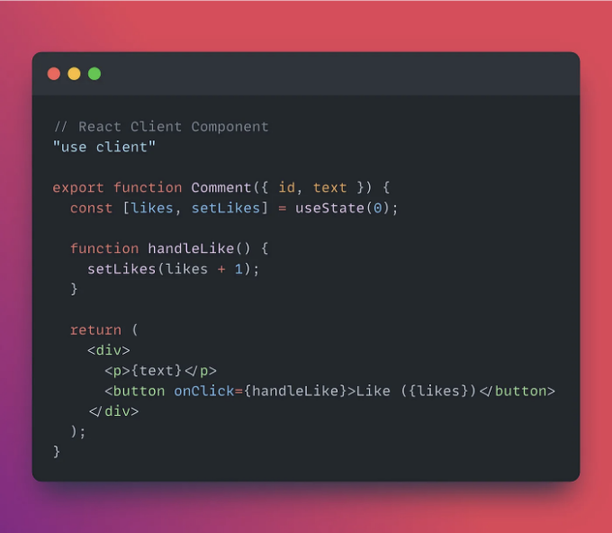 // React Client Component
"use client"
export function Comment({ id, text }) {
  const [likes, setLikes] = useState(0);
  function handleLike() {
    setLikes(likes + 1);
  }
  return (
    <div>
      <p>{text}</p>
      <button onClick={handleLike}>Like ({likes})</button>
    </div>
  );
}